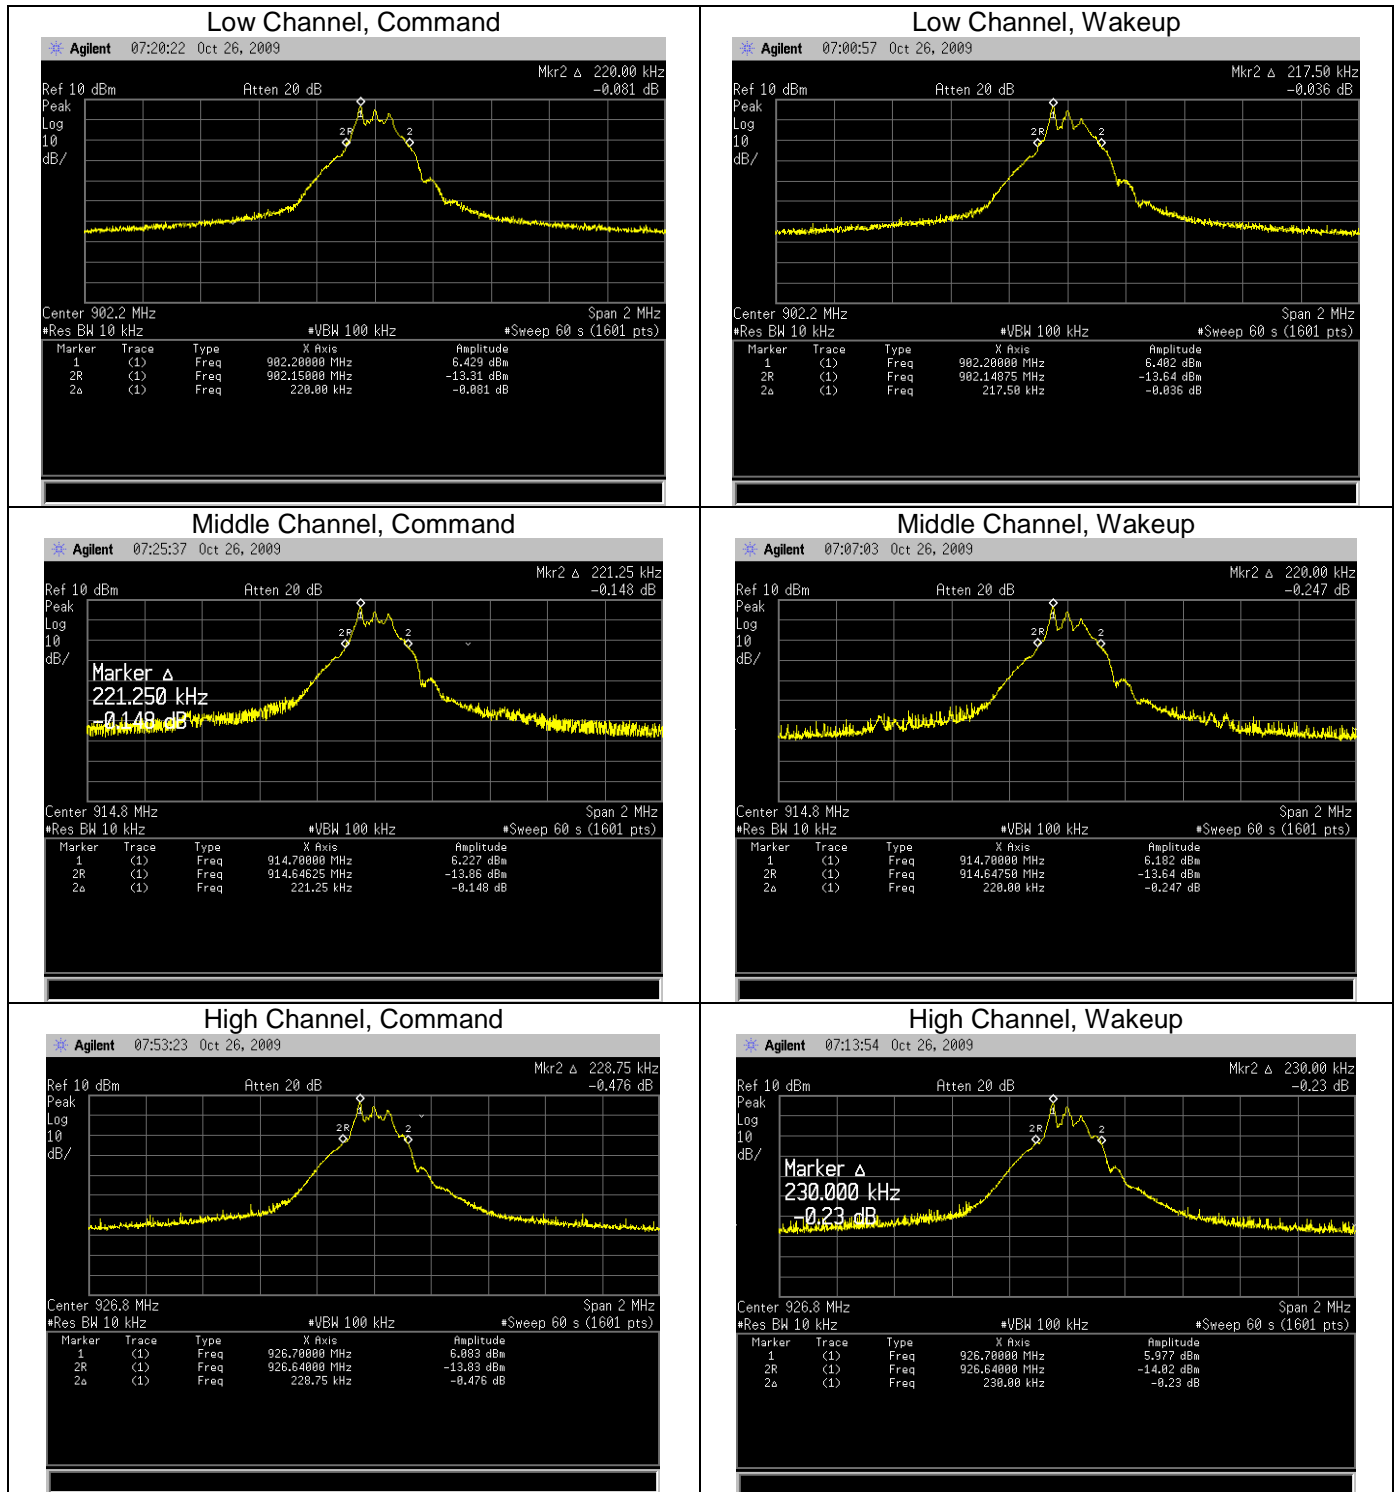 Low Channel, Command
Agilent 07:20:22 Oct 26, 2009
Mkr2 Δ 220.00 kHz
Ref 10 dBm Atten 20 dB -0.081 dB
Peak
Log
10
dB/
1
2R
2
Center 902.2 MHz Span 2 MHz
#Res BW 10 kHz #VBW 100 kHz #Sweep 60 s (1601 pts)
Marker Trace Type X Axis Amplitude
1 (1) Freq 902.20000 MHz 6.429 dBm
2R (1) Freq 902.15000 MHz -13.31 dBm
2Δ (1) Freq 220.00 kHz -0.081 dB
Low Channel, Wakeup
Agilent 07:00:57 Oct 26, 2009
Mkr2 Δ 217.50 kHz
Ref 10 dBm Atten 20 dB -0.036 dB
Peak
Log
10
dB/
1
2R
2
Center 902.2 MHz Span 2 MHz
#Res BW 10 kHz #VBW 100 kHz #Sweep 60 s (1601 pts)
Marker Trace Type X Axis Amplitude
1 (1) Freq 902.20000 MHz 6.402 dBm
2R (1) Freq 902.14875 MHz -13.64 dBm
2Δ (1) Freq 217.50 kHz -0.036 dB
Middle Channel, Command
Agilent 07:25:37 Oct 26, 2009
Mkr2 Δ 221.25 kHz
Ref 10 dBm Atten 20 dB -0.148 dB
Peak
Log
10
dB/
1
2R
2
Marker Δ
221.250 kHz
-0.148 dB
Center 914.8 MHz Span 2 MHz
#Res BW 10 kHz #VBW 100 kHz #Sweep 60 s (1601 pts)
Marker Trace Type X Axis Amplitude
1 (1) Freq 914.70000 MHz 6.227 dBm
2R (1) Freq 914.64625 MHz -13.86 dBm
2Δ (1) Freq 221.25 kHz -0.148 dB
Middle Channel, Wakeup
Agilent 07:07:03 Oct 26, 2009
Mkr2 Δ 220.00 kHz
Ref 10 dBm Atten 20 dB -0.247 dB
Peak
Log
10
dB/
1
2R
2
Center 914.8 MHz Span 2 MHz
#Res BW 10 kHz #VBW 100 kHz #Sweep 60 s (1601 pts)
Marker Trace Type X Axis Amplitude
1 (1) Freq 914.70000 MHz 6.182 dBm
2R (1) Freq 914.64750 MHz -13.64 dBm
2Δ (1) Freq 220.00 kHz -0.247 dB
High Channel, Command
Agilent 07:53:23 Oct 26, 2009
Mkr2 Δ 228.75 kHz
Ref 10 dBm Atten 20 dB -0.476 dB
Peak
Log
10
dB/
1
2R
2
Center 926.8 MHz Span 2 MHz
#Res BW 10 kHz #VBW 100 kHz #Sweep 60 s (1601 pts)
Marker Trace Type X Axis Amplitude
1 (1) Freq 926.70000 MHz 6.083 dBm
2R (1) Freq 926.64000 MHz -13.83 dBm
2Δ (1) Freq 228.75 kHz -0.476 dB
High Channel, Wakeup
Agilent 07:13:54 Oct 26, 2009
Mkr2 Δ 230.00 kHz
Ref 10 dBm Atten 20 dB -0.23 dB
Peak
Log
10
dB/
1
2R
2
Marker Δ
230.000 kHz
-0.23 dB
Center 926.8 MHz Span 2 MHz
#Res BW 10 kHz #VBW 100 kHz #Sweep 60 s (1601 pts)
Marker Trace Type X Axis Amplitude
1 (1) Freq 926.70000 MHz 5.977 dBm
2R (1) Freq 926.64000 MHz -14.02 dBm
2Δ (1) Freq 230.00 kHz -0.23 dB